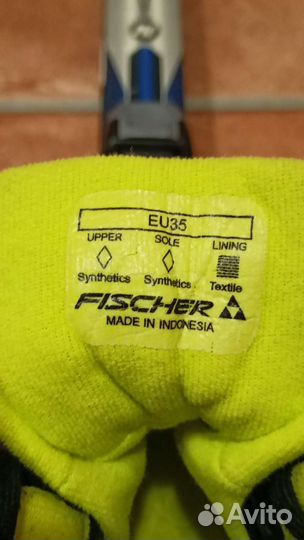 EU35
UPPER SOLE LINING
Synthetics Synthetics Textile
FISCHER
MADE IN INDONESIA
Avito